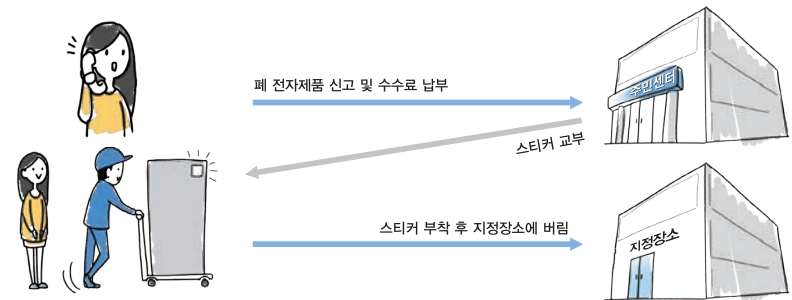 폐 전자제품 신고 및 수수료 납부
주민센터
스티커 교부
스티커 부착 후 지정장소에 버림
지정장소